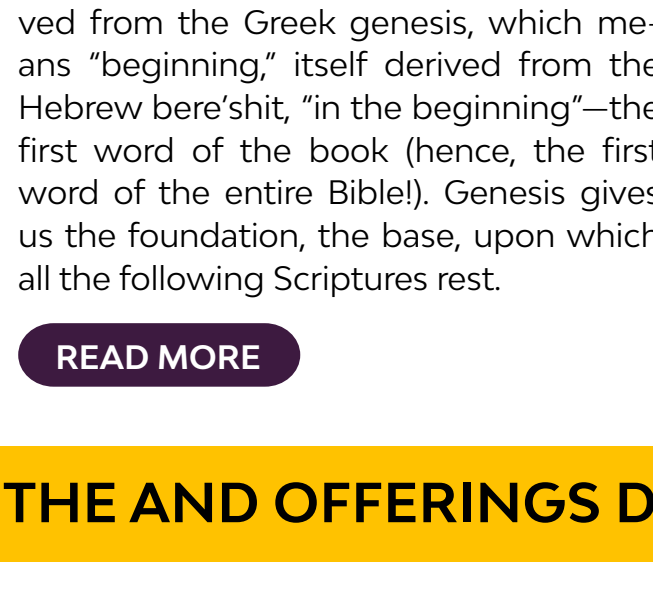 ved from the Greek genesis, which me-
ans “beginning,” itself derived from the
Hebrew bere’shit, “in the beginning”—the
first word of the book (hence, the first
word of the entire Bible!). Genesis gives
us the foundation, the base, upon which
all the following Scriptures rest.
READ MORE
THE AND OFFERINGS D